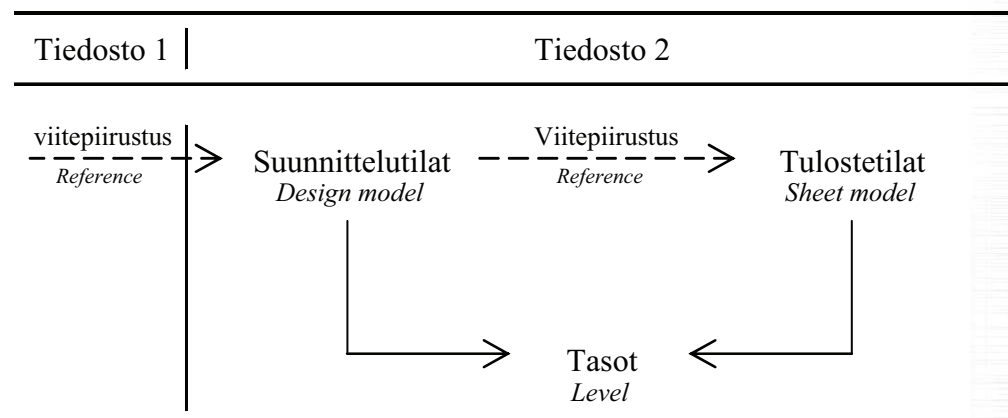 Tiedosto 1
Tiedosto 2
viitepiirustus
Reference
Suunnittelutilat
Design model
Viitepiirustus
Reference
Tulostetilat
Sheet model
Tasot
Level